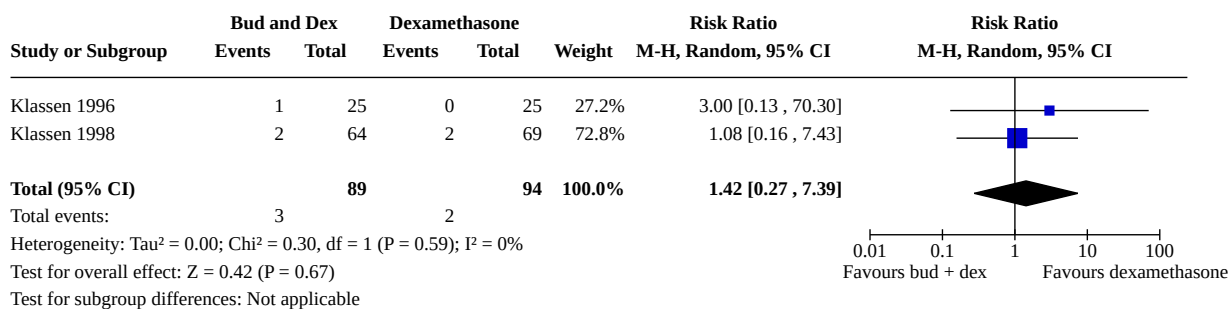 Bud and Dex Dexamethasone Risk Ratio Risk Ratio
Study or Subgroup Events Total Events Total Weight M-H, Random, 95% CI M-H, Random, 95% CI
Klassen 1996 1 25 0 25 27.2% 3.00 [0.13 , 70.30]
Klassen 1998 2 64 2 69 72.8% 1.08 [0.16 , 7.43]
Total (95% CI) 89 94 100.0% 1.42 [0.27 , 7.39]
Total events: 3 2
Heterogeneity: Tau² = 0.00; Chi² = 0.30, df = 1 (P = 0.59); I² = 0%
0.01 0.1 1 10 100
Test for overall effect: Z = 0.42 (P = 0.67) Favours bud + dex Favours dexamethasone
Test for subgroup differences: Not applicable